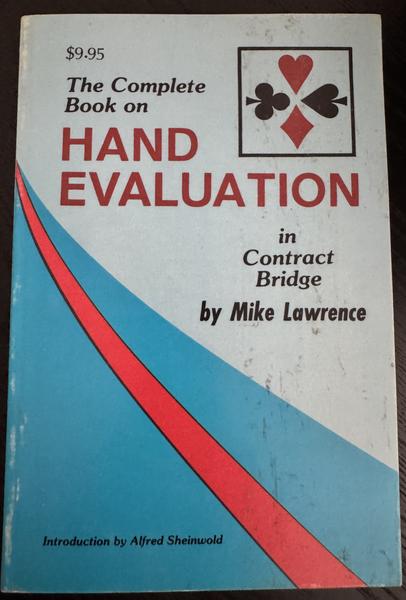 $9.95
The Complete
Book on
HAND
EVALUATION
in
Contract
Bridge
by Mike Lawrence
Introduction by Alfred Sheinwold